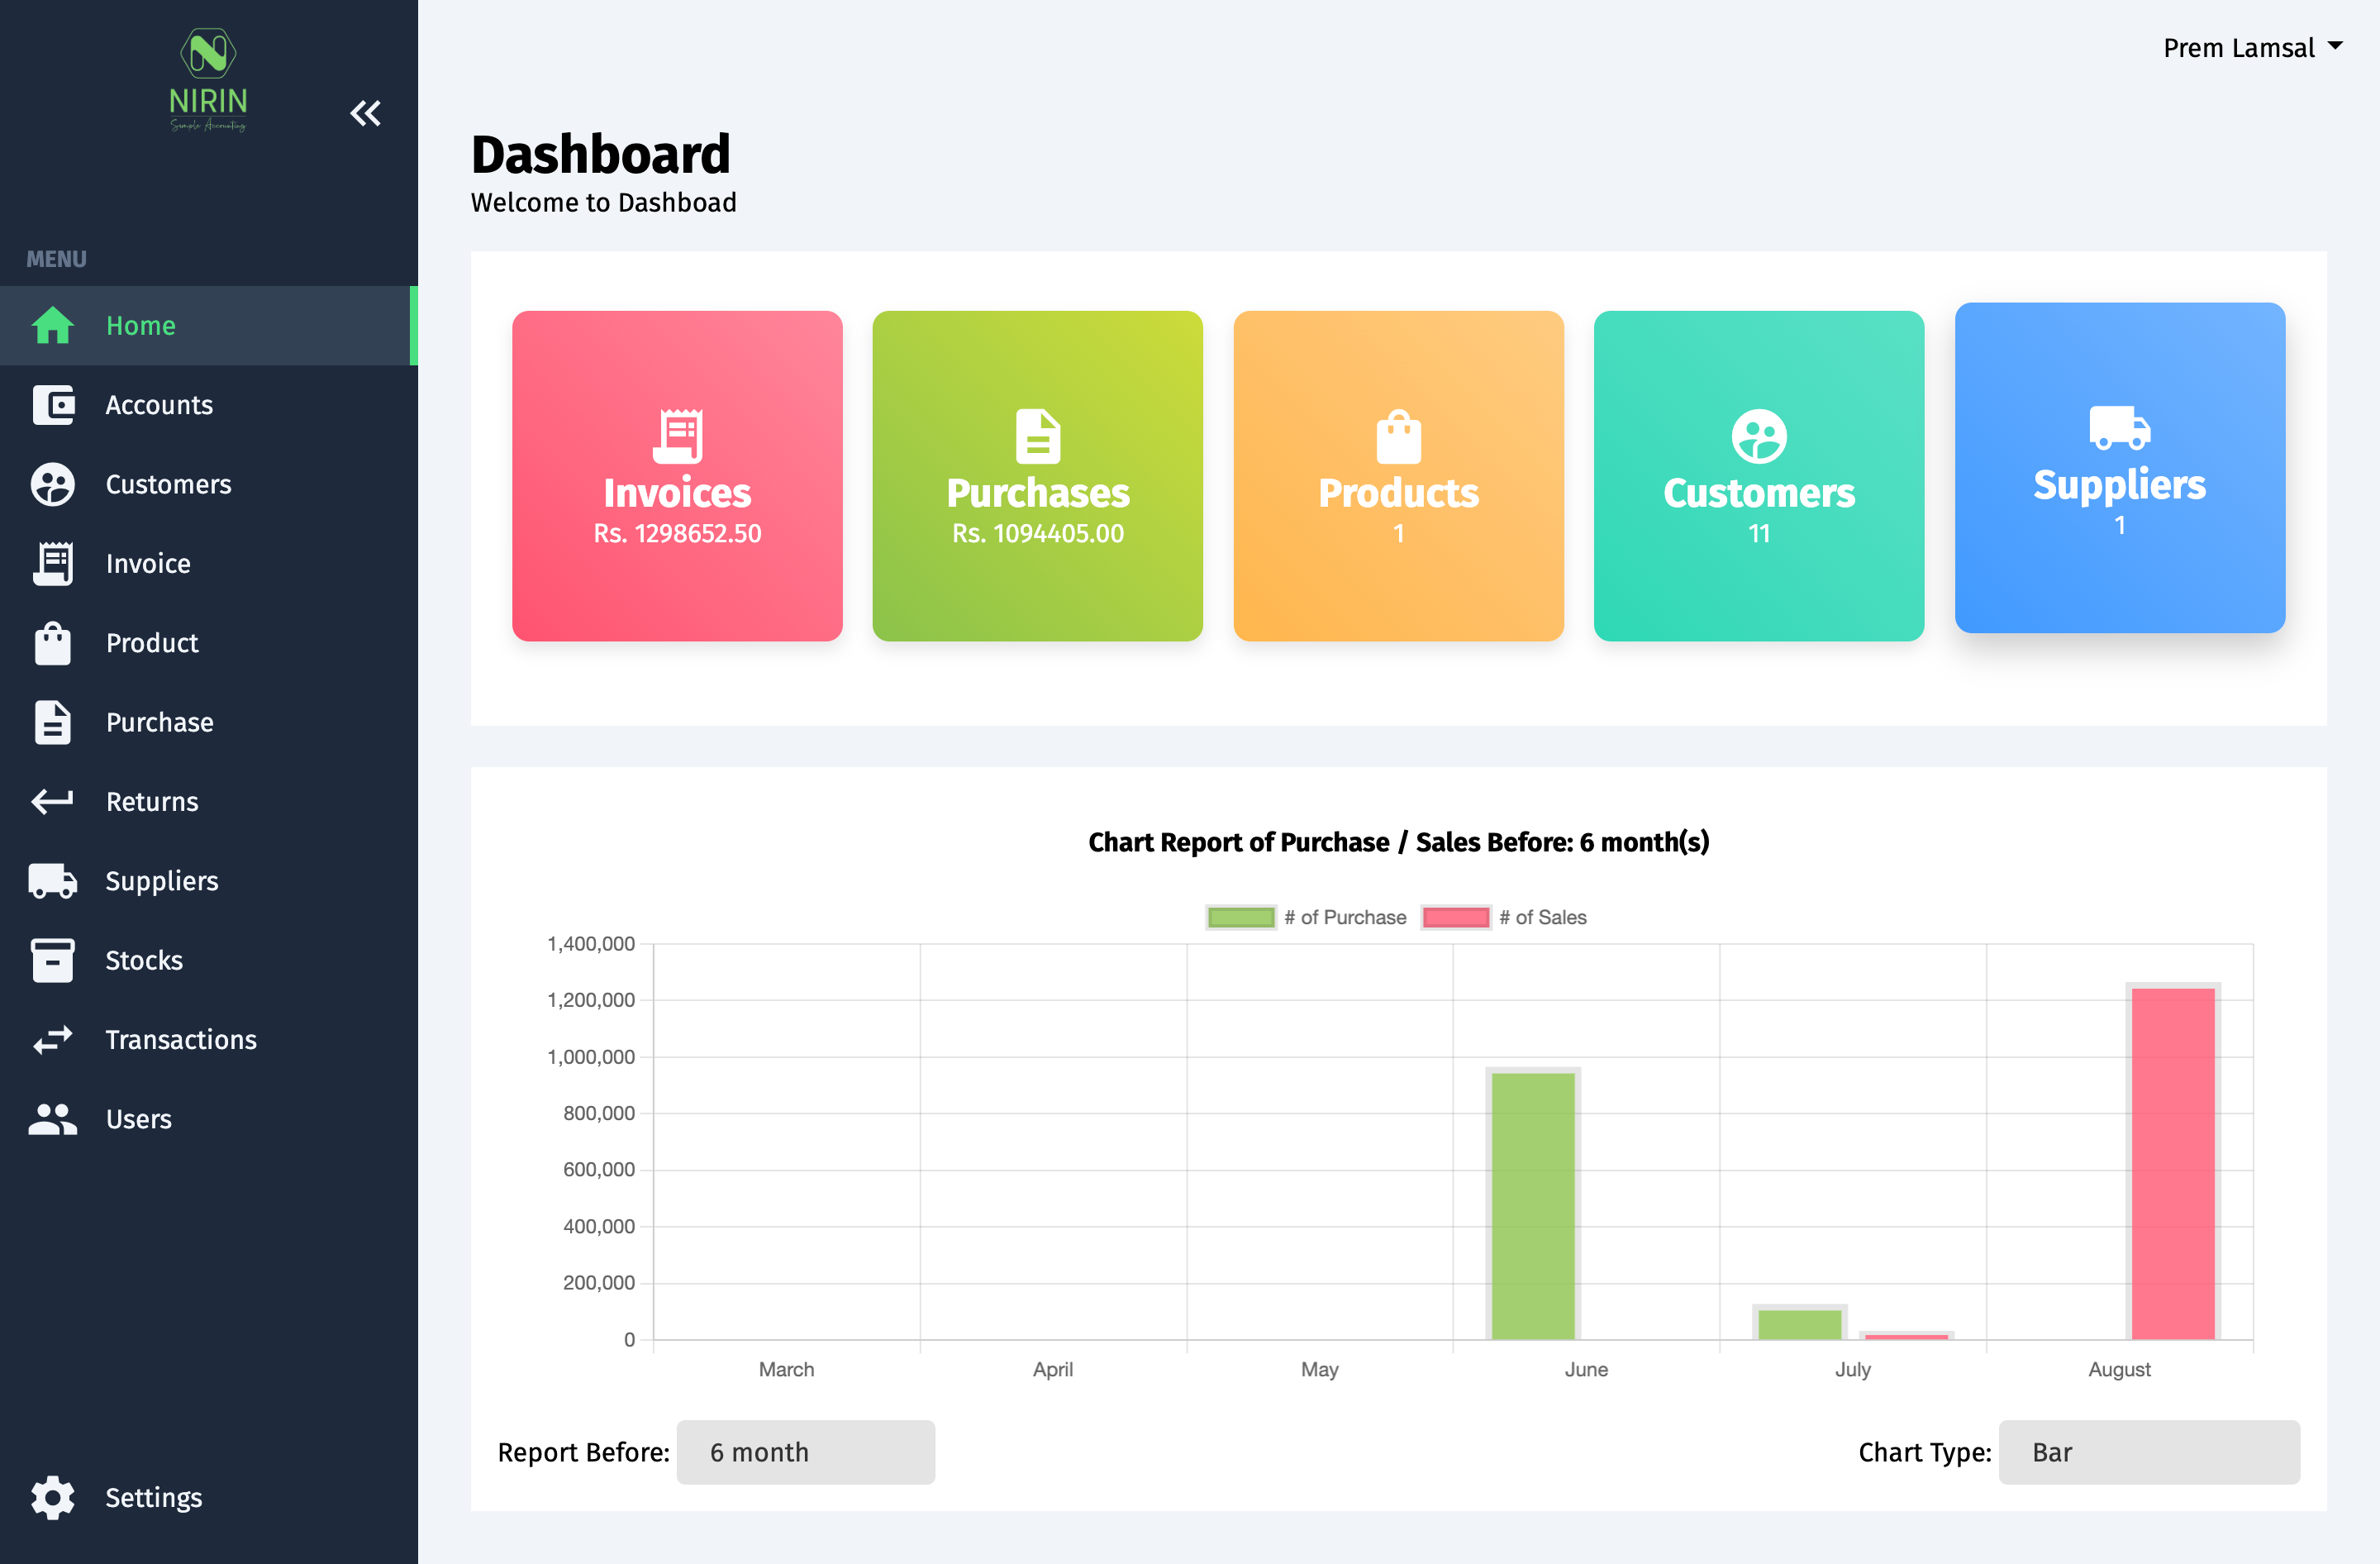 NIRIN
Simple Accounting
Prem Lamsal
Dashboard
Welcome to Dashboad
MENU
Home
Accounts
Customers
Invoice
Product
Purchase
Returns
Suppliers
Stocks
Transactions
Users
Settings
Invoices
Rs. 1298652.50
Purchases
Rs. 1094405.00
Products
1
Customers
11
Suppliers
1
Chart Report of Purchase / Sales Before: 6 month(s)
# of Purchase # of Sales
1,400,000
1,200,000
1,000,000
800,000
600,000
400,000
200,000
0
March April May June July August
Report Before: 6 month
Chart Type: Bar